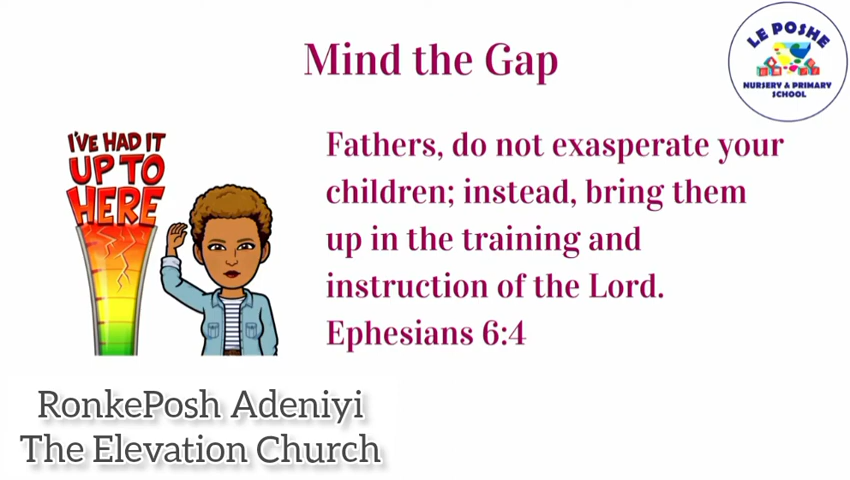 Mind the Gap
LE POSHE
NURSERY & PRIMARY
SCHOOL
I'VE HAD IT
UP TO
HERE
Fathers, do not exasperate your
children; instead, bring them
up in the training and
instruction of the Lord.
Ephesians 6:4
RonkePosh Adeniyi
The Elevation Church